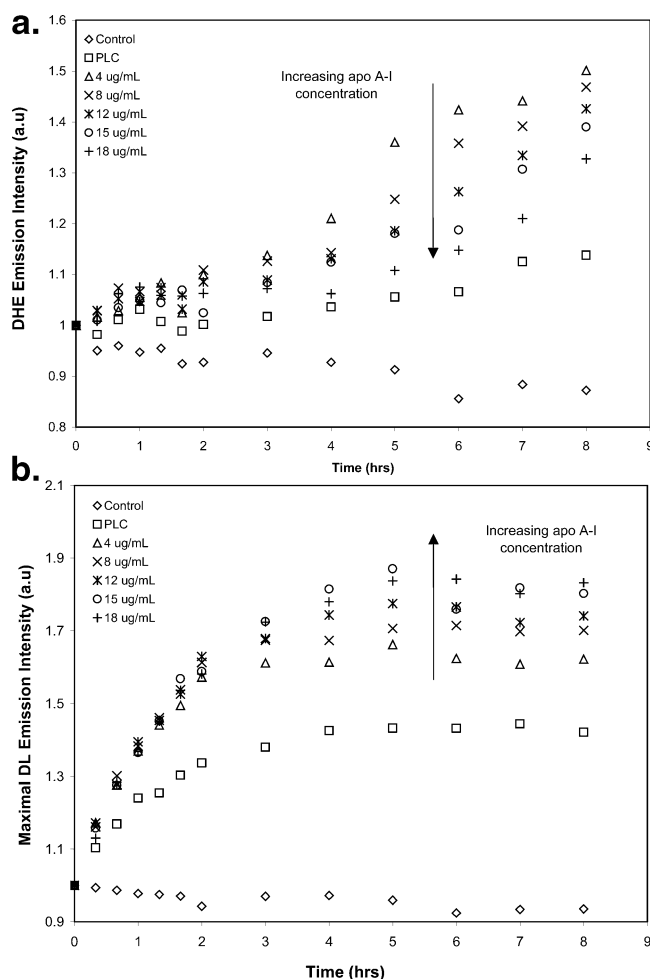 a.
DHE Emission Intensity (a.u)
1.6
1.5
1.4
1.3
1.2
1.1
1
0.9
0.8
Control
PLC
4 ug/mL
8 ug/mL
12 ug/mL
15 ug/mL
18 ug/mL
Increasing apo A-I
concentration
0 1 2 3 4 5 6 7 8 9
Time (hrs)
b.
Maximal DL Emission Intensity (a.u)
2.1
1.9
1.7
1.5
1.3
1.1
0.9
Control
PLC
4 ug/mL
8 ug/mL
12 ug/mL
15 ug/mL
18 ug/mL
Increasing apo A-I
concentration
0 1 2 3 4 5 6 7 8 9
Time (hrs)